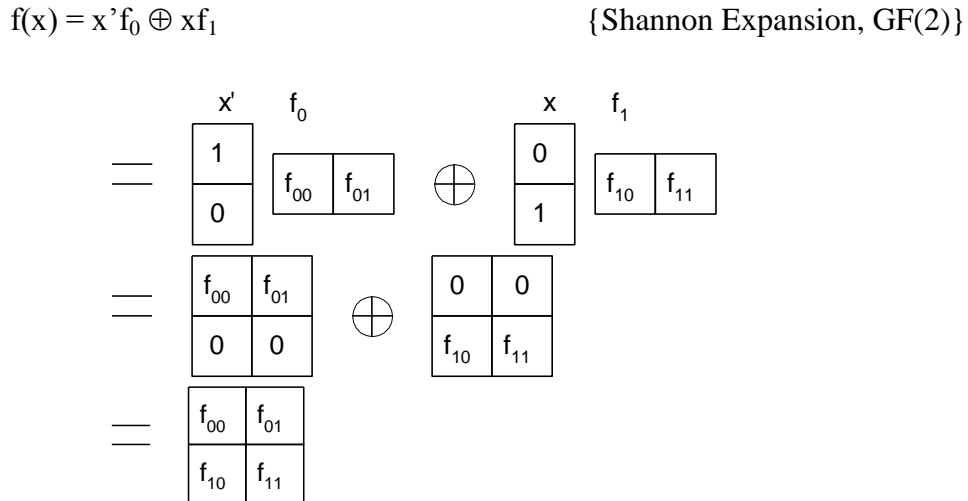 f(x) = x’f₀ ⊕ xf₁ {Shannon Expansion, GF(2)}
x' f₀ x f₁
1 0
= f₀₀ f₀₁ ⊕ f₁₀ f₁₁
0 1
f₀₀ f₀₁ 0 0
= ⊕
0 0 f₁₀ f₁₁
f₀₀ f₀₁
=
f₁₀ f₁₁